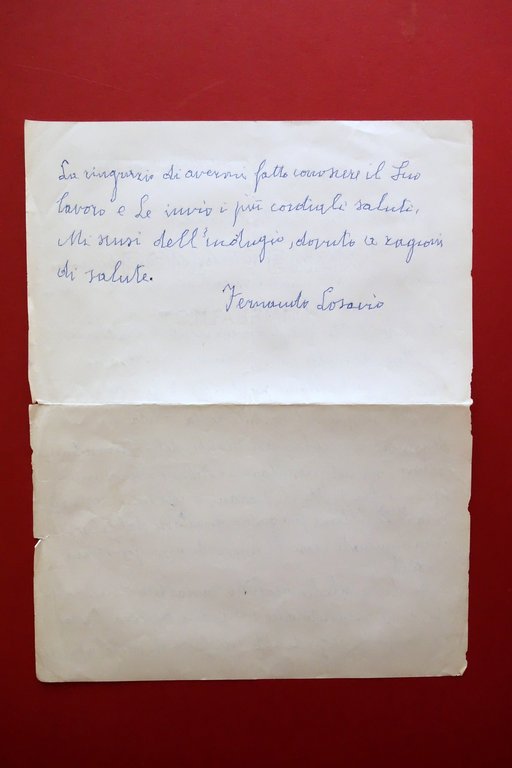 La ringrazio di avermi fatto conoscere il Suo
lavoro e Le invio i più cordiali saluti.
Mi scusi dell'indugio, dovuto a ragioni
di salute.
Fernando Losavio